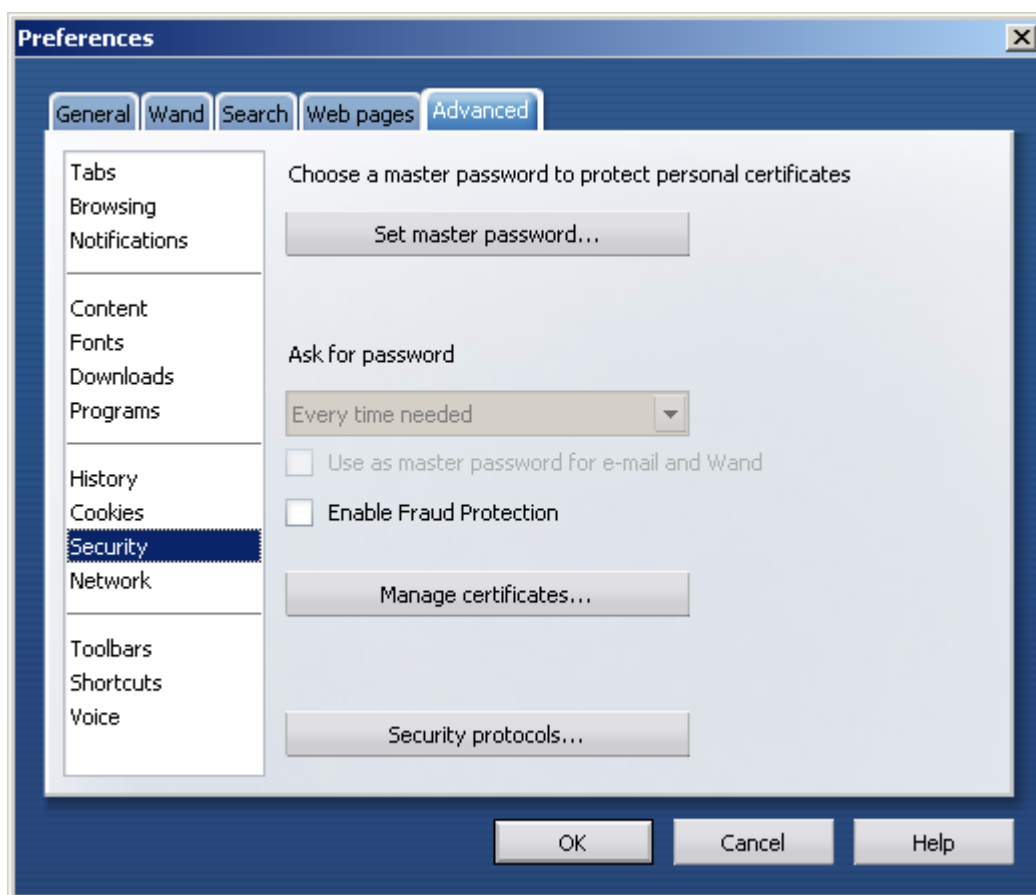 Preferences
General Wand Search Web pages Advanced
Tabs
Browsing
Notifications
Content
Fonts
Downloads
Programs
History
Cookies
Security
Network
Toolbars
Shortcuts
Voice
Choose a master password to protect personal certificates
Set master password...
Ask for password
Every time needed
Use as master password for e-mail and Wand
Enable Fraud Protection
Manage certificates...
Security protocols...
OK Cancel Help